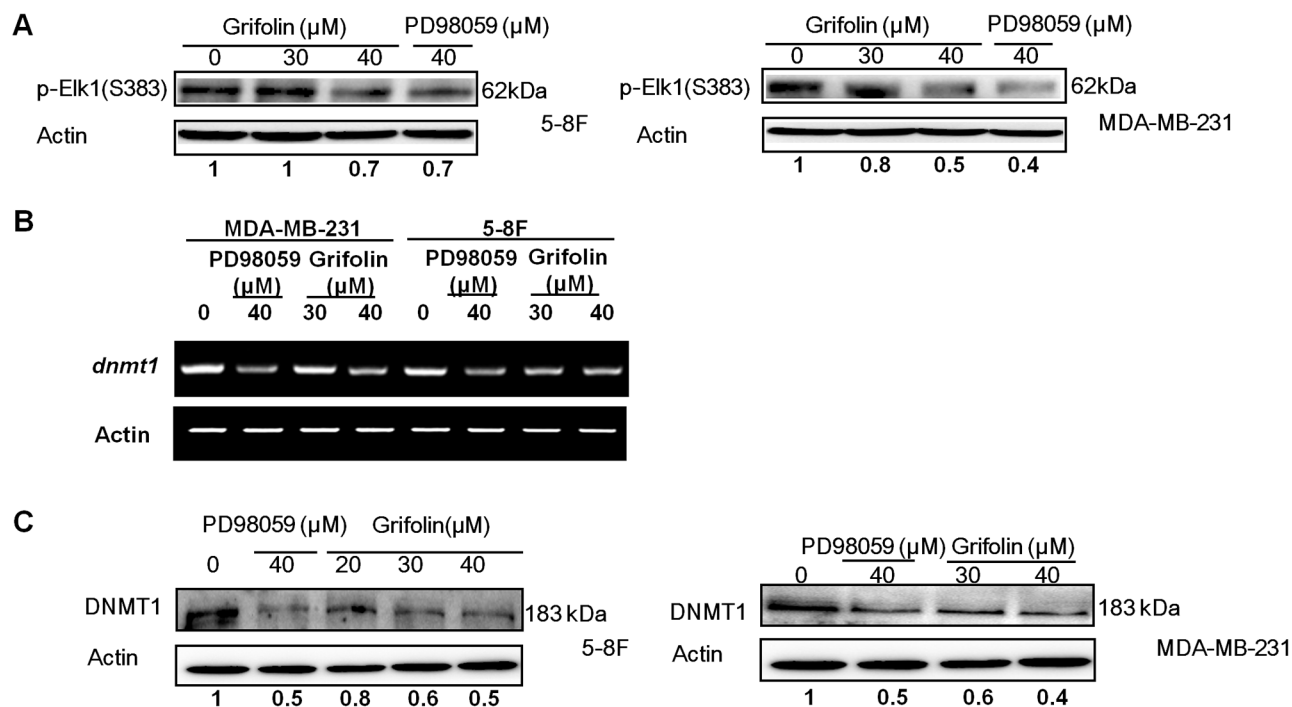 A
Grifolin (μM) PD98059 (μM)
0 30 40 40
p-Elk1(S383) 62kDa
Actin 5-8F
1 1 0.7 0.7
Grifolin (μM) PD98059 (μM)
0 30 40 40
p-Elk1(S383) 62kDa
Actin MDA-MB-231
1 0.8 0.5 0.4
B
MDA-MB-231 5-8F
PD98059 Grifolin PD98059 Grifolin
(μM) (μM) (μM) (μM)
0 40 30 40 0 40 30 40
dnmt1
Actin
C
PD98059 (μM) Grifolin(μM)
0 40 20 30 40
DNMT1 183 kDa
Actin 5-8F
1 0.5 0.8 0.6 0.5
PD98059 (μM) Grifolin (μM)
0 40 30 40
DNMT1 183 kDa
Actin MDA-MB-231
1 0.5 0.6 0.4